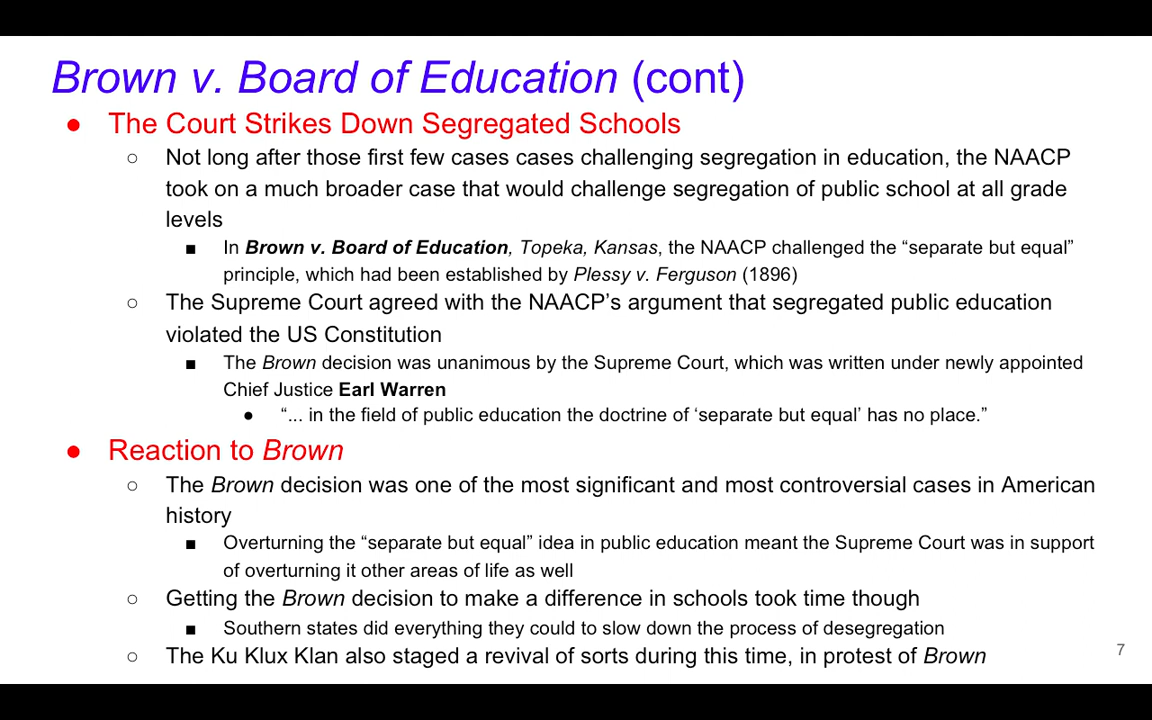 Brown v. Board of Education (cont)
● The Court Strikes Down Segregated Schools
○ Not long after those first few cases cases challenging segregation in education, the NAACP
took on a much broader case that would challenge segregation of public school at all grade
levels
■ In Brown v. Board of Education, Topeka, Kansas, the NAACP challenged the “separate but equal”
principle, which had been established by Plessy v. Ferguson (1896)
○ The Supreme Court agreed with the NAACP’s argument that segregated public education
violated the US Constitution
■ The Brown decision was unanimous by the Supreme Court, which was written under newly appointed
Chief Justice Earl Warren
● “... in the field of public education the doctrine of ‘separate but equal’ has no place.”
● Reaction to Brown
○ The Brown decision was one of the most significant and most controversial cases in American
history
■ Overturning the “separate but equal” idea in public education meant the Supreme Court was in support
of overturning it other areas of life as well
○ Getting the Brown decision to make a difference in schools took time though
■ Southern states did everything they could to slow down the process of desegregation
○ The Ku Klux Klan also staged a revival of sorts during this time, in protest of Brown
7